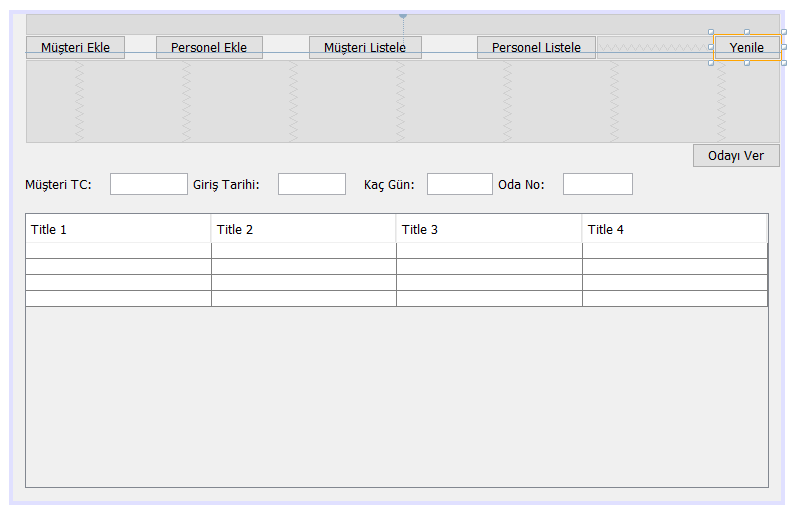 Müşteri Ekle Personel Ekle Müşteri Listele Personel Listele Yenile
Odayı Ver
Müşteri TC: Giriş Tarihi: Kaç Gün: Oda No:
Title 1 Title 2 Title 3 Title 4